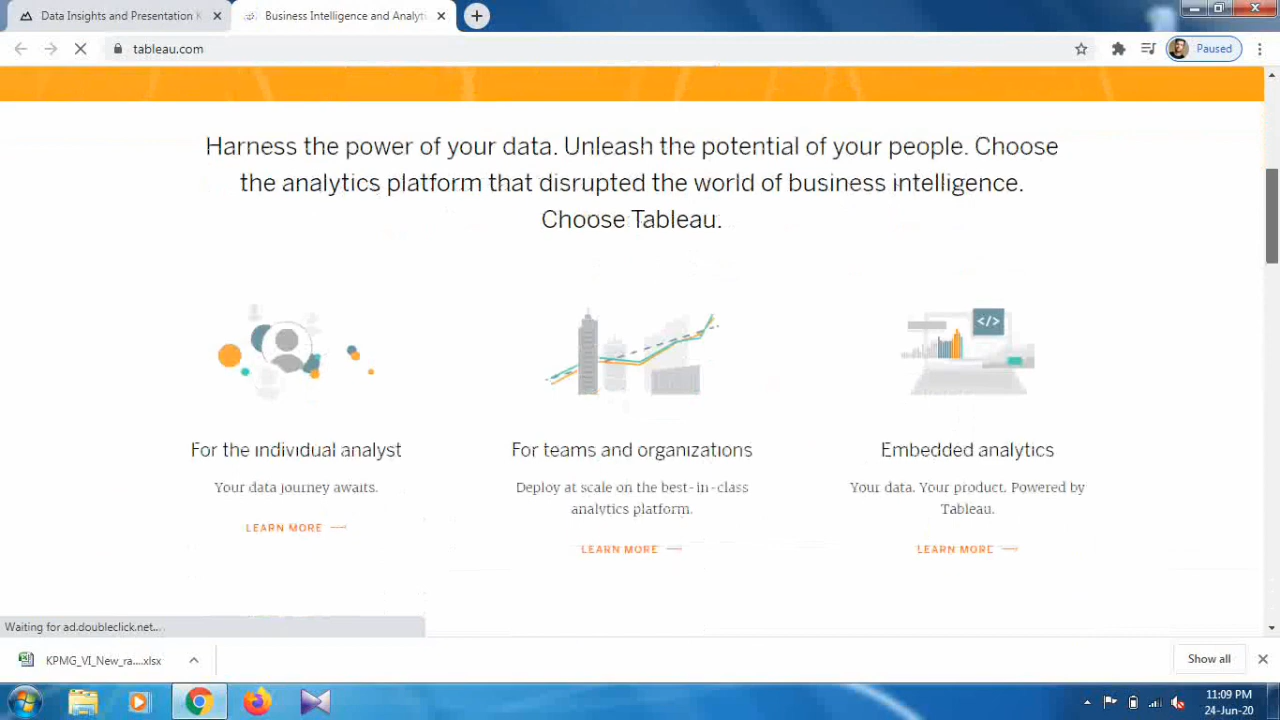 Data Insights and Presentation K
Business Intelligence and Analyt
tableau.com
Paused
Harness the power of your data. Unleash the potential of your people. Choose
the analytics platform that disrupted the world of business intelligence.
Choose Tableau.
</>
For the individual analyst
Your data journey awaits.
LEARN MORE
For teams and organizations
Deploy at scale on the best-in-class
analytics platform.
LEARN MORE
Embedded analytics
Your data. Your product. Powered by
Tableau.
LEARN MORE
Waiting for ad.doubleclick.net...
KPMG_VI_New_ra....xlsx
Show all
11:09 PM
24-Jun-20